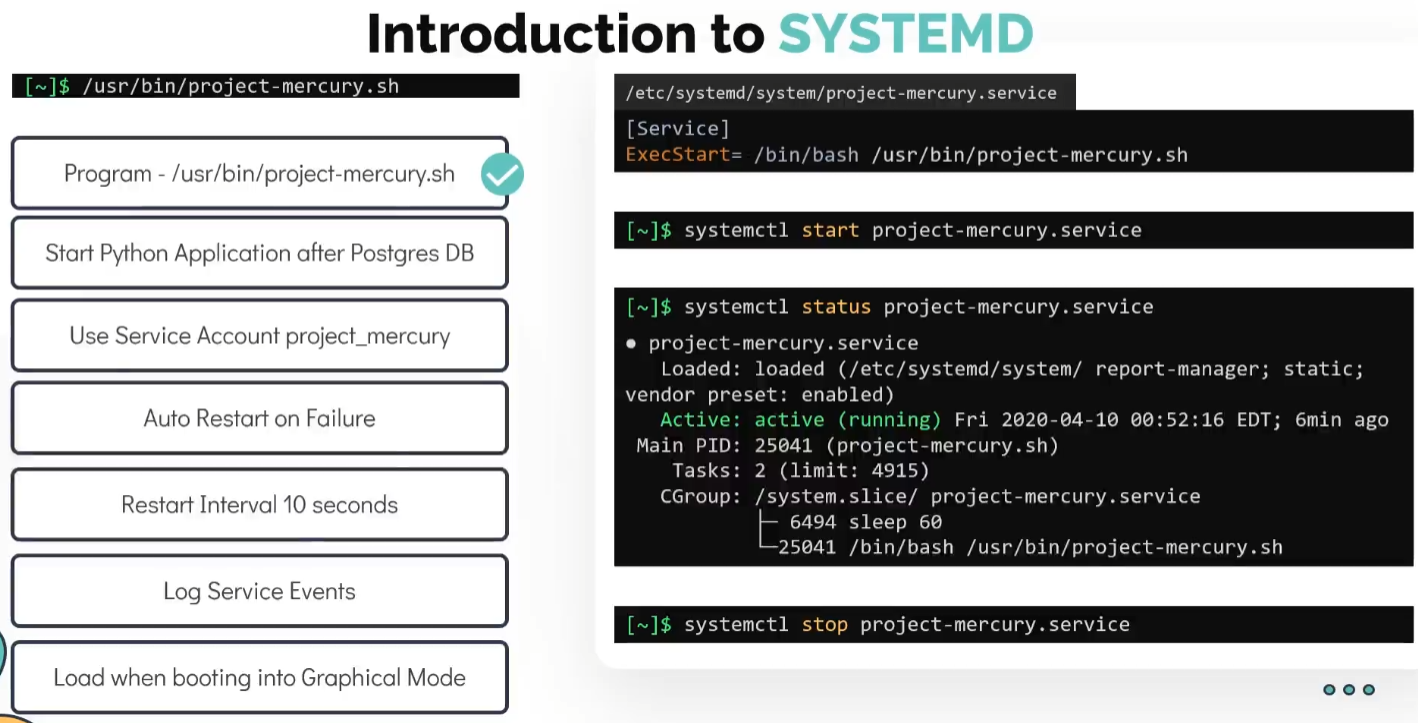 Introduction to SYSTEMD
[~]$ /usr/bin/project-mercury.sh
Program - /usr/bin/project-mercury.sh
Start Python Application after Postgres DB
Use Service Account project_mercury
Auto Restart on Failure
Restart Interval 10 seconds
Log Service Events
Load when booting into Graphical Mode
/etc/systemd/system/project-mercury.service
[Service]
ExecStart= /bin/bash /usr/bin/project-mercury.sh
[~]$ systemctl start project-mercury.service
[~]$ systemctl status project-mercury.service
● project-mercury.service
Loaded: loaded (/etc/systemd/system/ report-manager; static;
vendor preset: enabled)
Active: active (running) Fri 2020-04-10 00:52:16 EDT; 6min ago
Main PID: 25041 (project-mercury.sh)
Tasks: 2 (limit: 4915)
CGroup: /system.slice/ project-mercury.service
├─ 6494 sleep 60
└─25041 /bin/bash /usr/bin/project-mercury.sh
[~]$ systemctl stop project-mercury.service